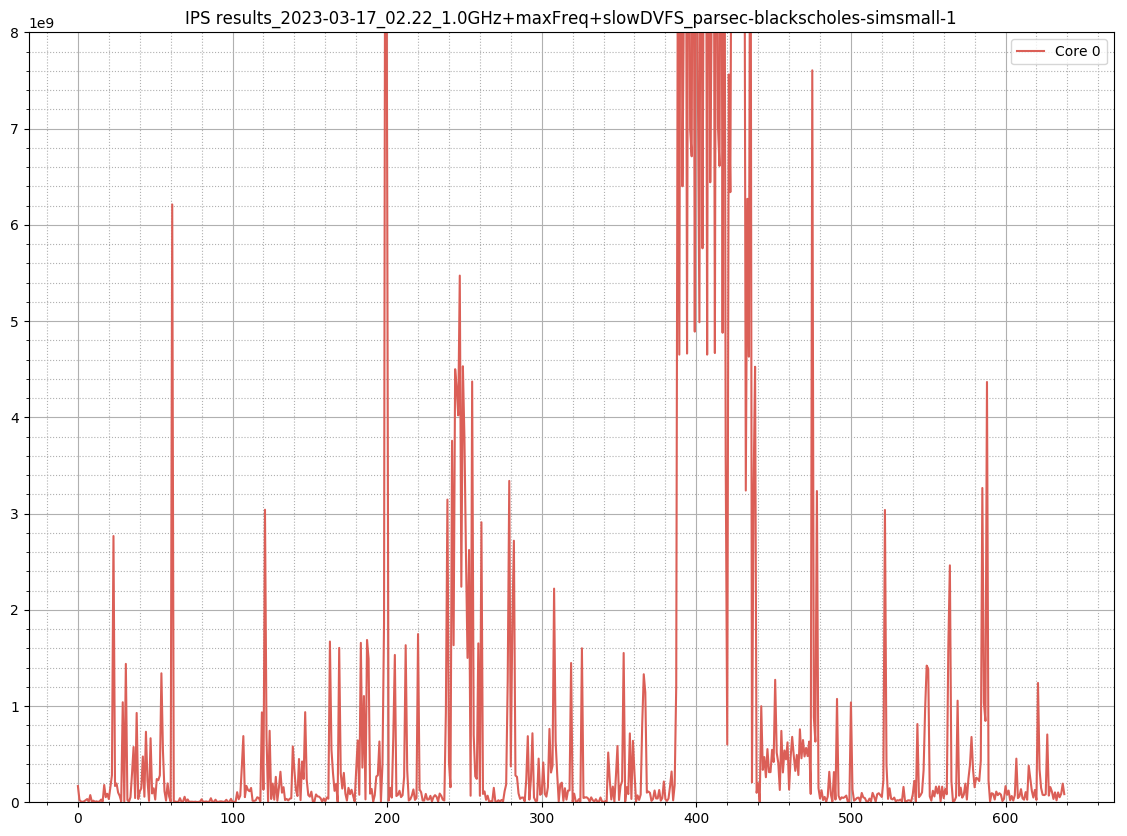 IPS results_2023-03-17_02.22_1.0GHz+maxFreq+slowDVFS_parsec-blackscholes-simsmall-1
1e9
Core 0
8
7
6
5
4
3
2
1
0
0 100 200 300 400 500 600